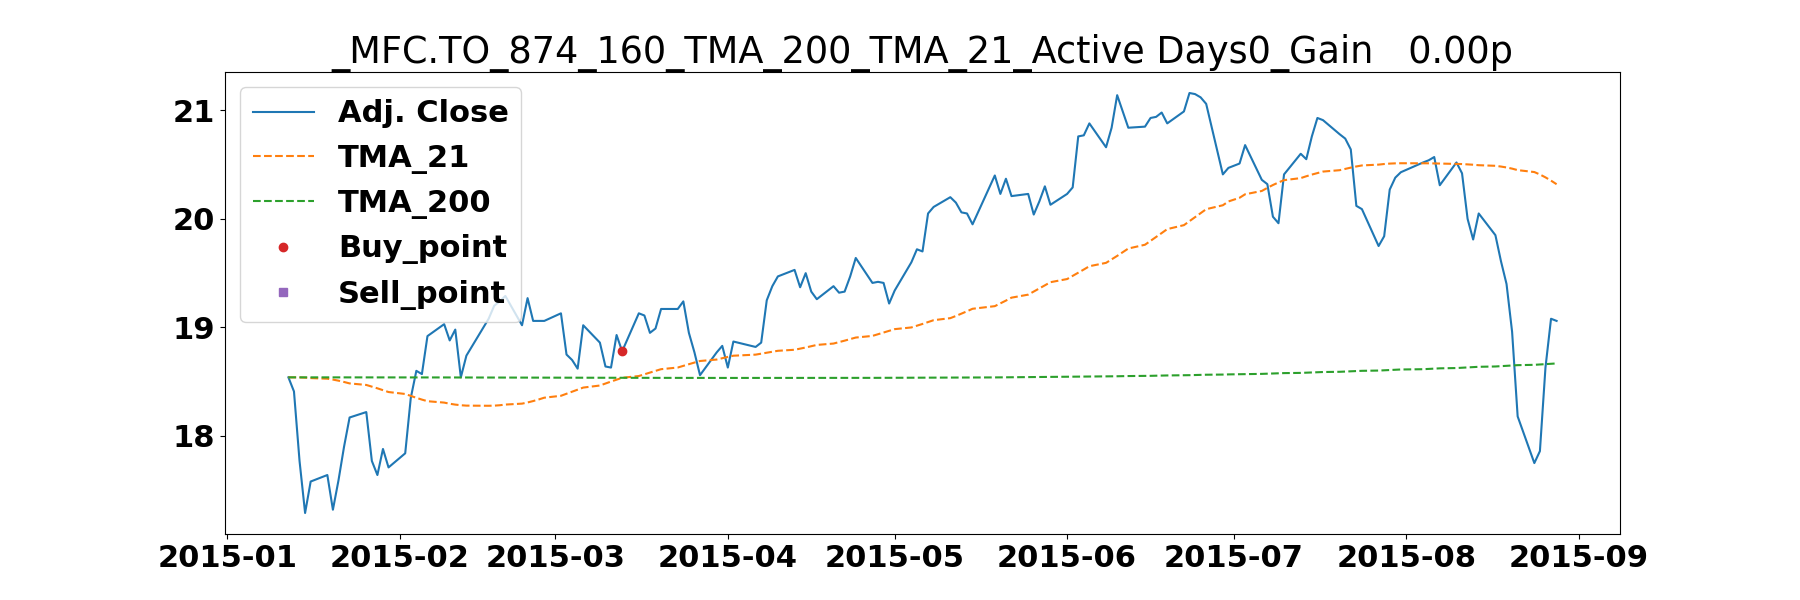 _MFC.TO_874_160_TMA_200_TMA_21_Active Days0_Gain   0.00p
Adj. Close
TMA_21
TMA_200
Buy_point
Sell_point
21
20
19
18
2015-01 2015-02 2015-03 2015-04 2015-05 2015-06 2015-07 2015-08 2015-09